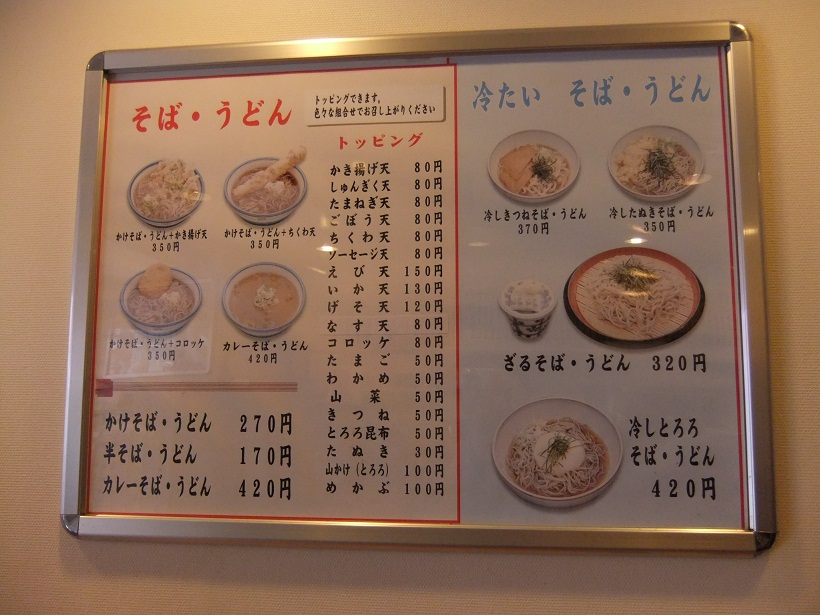 そば・うどん
トッピングできます。
色々な組合せでお召し上がりください
かけそば・うどん+かき揚げ天
350円
かけそば・うどん+ちくわ天
350円
かけそば・うどん+コロッケ
350円
カレーそば・うどん
420円
かけそば・うどん 270円
半そば・うどん 170円
カレーそば・うどん 420円
トッピング
かき揚げ天 80円
しゅんぎく天 80円
たまねぎ天 80円
ごぼう天 80円
ちくわ天 80円
ソーセージ天 80円
えび天 150円
いか天 130円
げそ天 120円
なす天 80円
コロッケ 80円
たまご 50円
わかめ 50円
山菜 50円
きつね 50円
とろろ昆布 50円
たぬき 30円
山かけ(とろろ) 100円
めかぶ 100円
冷たい そば・うどん
冷しきつねそば・うどん
370円
冷したぬきそば・うどん
350円
ざるそば・うどん 320円
冷しとろろ
そば・うどん
420円